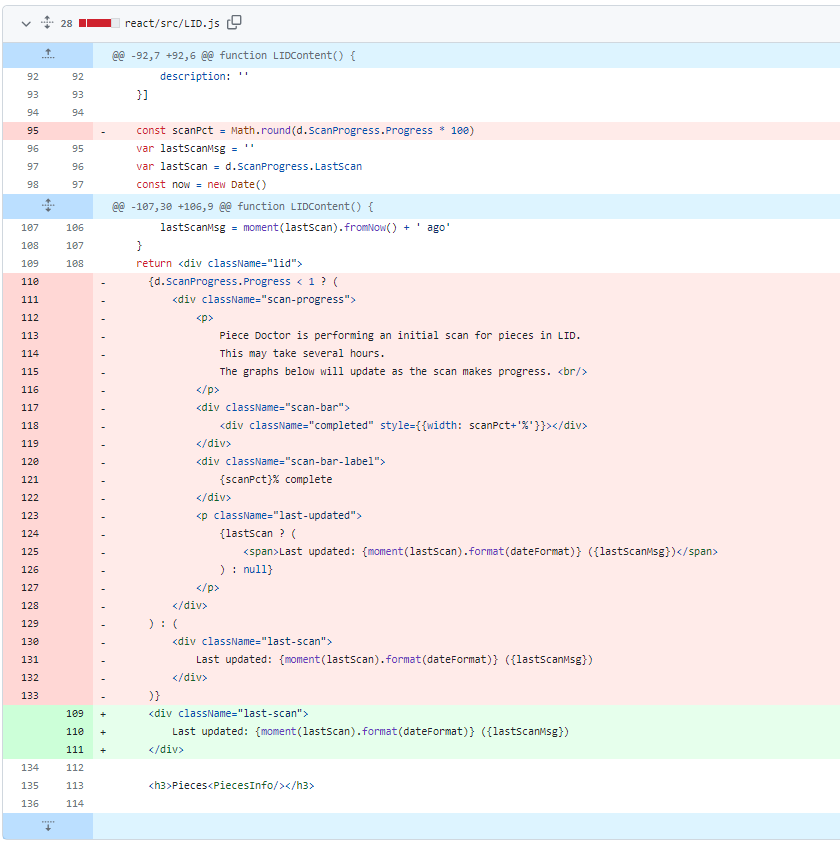 28 react/src/LID.js
@@ -92,7 +92,6 @@ function LIDContent() {
92 92 description: ''
93 93 }]
94 94
95 - const scanPct = Math.round(d.ScanProgress.Progress * 100)
96 95 var lastScanMsg = ''
97 96 var lastScan = d.ScanProgress.LastScan
98 97 const now = new Date()
@@ -107,30 +106,9 @@ function LIDContent() {
107 106 lastScanMsg = moment(lastScan).fromNow() + ' ago'
108 107 }
109 108 return <div className="lid">
110 - {d.ScanProgress.Progress < 1 ? (
111 - <div className="scan-progress">
112 - <p>
113 - Piece Doctor is performing an initial scan for pieces in LID.
114 - This may take several hours.
115 - The graphs below will update as the scan makes progress. <br/>
116 - </p>
117 - <div className="scan-bar">
118 - <div className="completed" style={{width: scanPct+'%'}}></div>
119 - </div>
120 - <div className="scan-bar-label">
121 - {scanPct}% complete
122 - </div>
123 - <p className="last-updated">
124 - {lastScan ? (
125 - <span>Last updated: {moment(lastScan).format(dateFormat)} ({lastScanMsg})</span>
126 - ) : null}
127 - </p>
128 - </div>
129 - ) : (
130 - <div className="last-scan">
131 - Last updated: {moment(lastScan).format(dateFormat)} ({lastScanMsg})
132 - </div>
133 - )}
109 + <div className="last-scan">
110 + Last updated: {moment(lastScan).format(dateFormat)} ({lastScanMsg})
111 + </div>
134 112
135 113 <h3>Pieces<PiecesInfo/></h3>
136 114